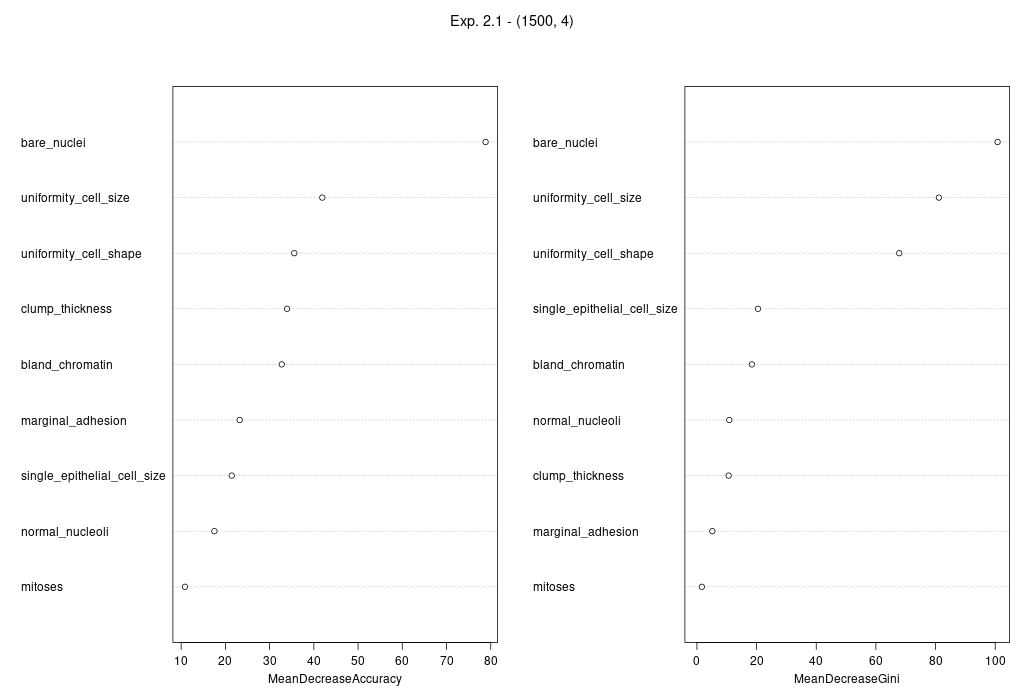 Exp. 2.1 - (1500, 4)
bare_nuclei
uniformity_cell_size
uniformity_cell_shape
clump_thickness
bland_chromatin
marginal_adhesion
single_epithelial_cell_size
normal_nucleoli
mitoses
10 20 30 40 50 60 70 80
MeanDecreaseAccuracy
bare_nuclei
uniformity_cell_size
uniformity_cell_shape
single_epithelial_cell_size
bland_chromatin
normal_nucleoli
clump_thickness
marginal_adhesion
mitoses
0 20 40 60 80 100
MeanDecreaseGini